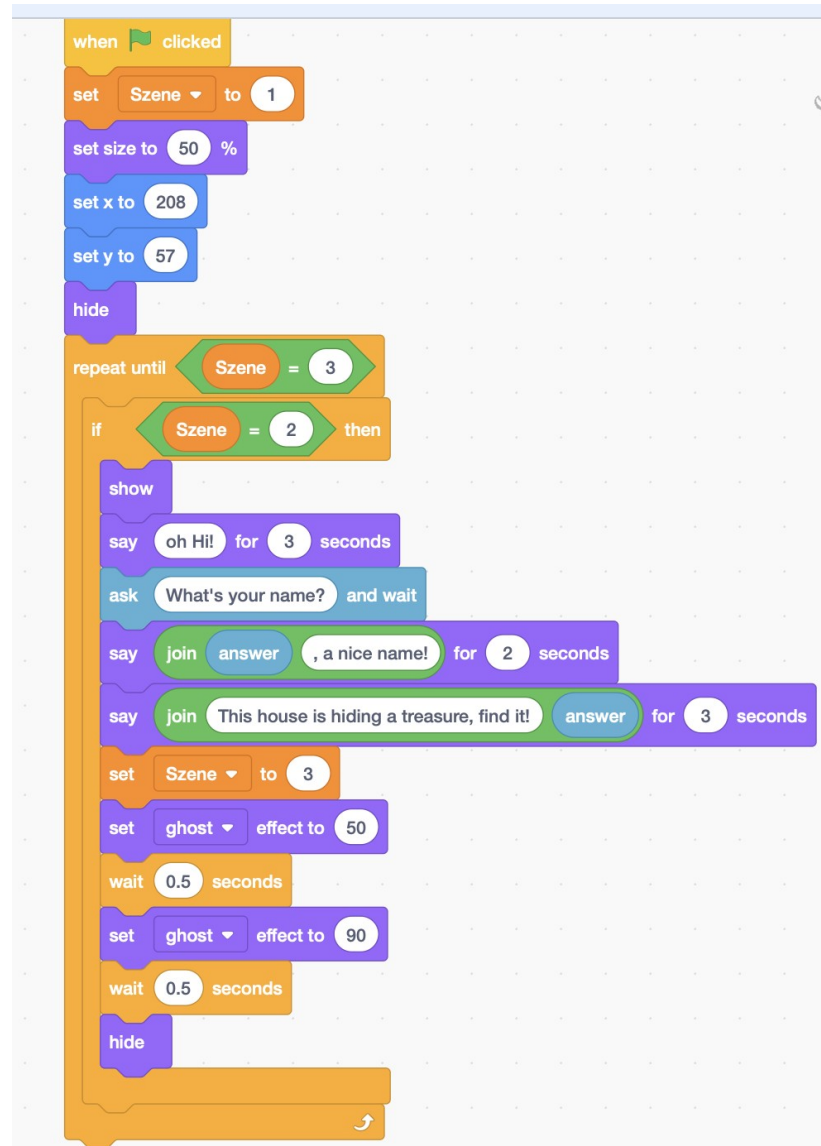 when clicked
set Szene to 1
set size to 50 %
set x to 208
set y to 57
hide
repeat until Szene = 3
if Szene = 2 then
show
say oh Hi! for 3 seconds
ask What's your name? and wait
say join answer , a nice name! for 2 seconds
say join This house is hiding a treasure, find it! answer for 3 seconds
set Szene to 3
set ghost effect to 50
wait 0.5 seconds
set ghost effect to 90
wait 0.5 seconds
hide